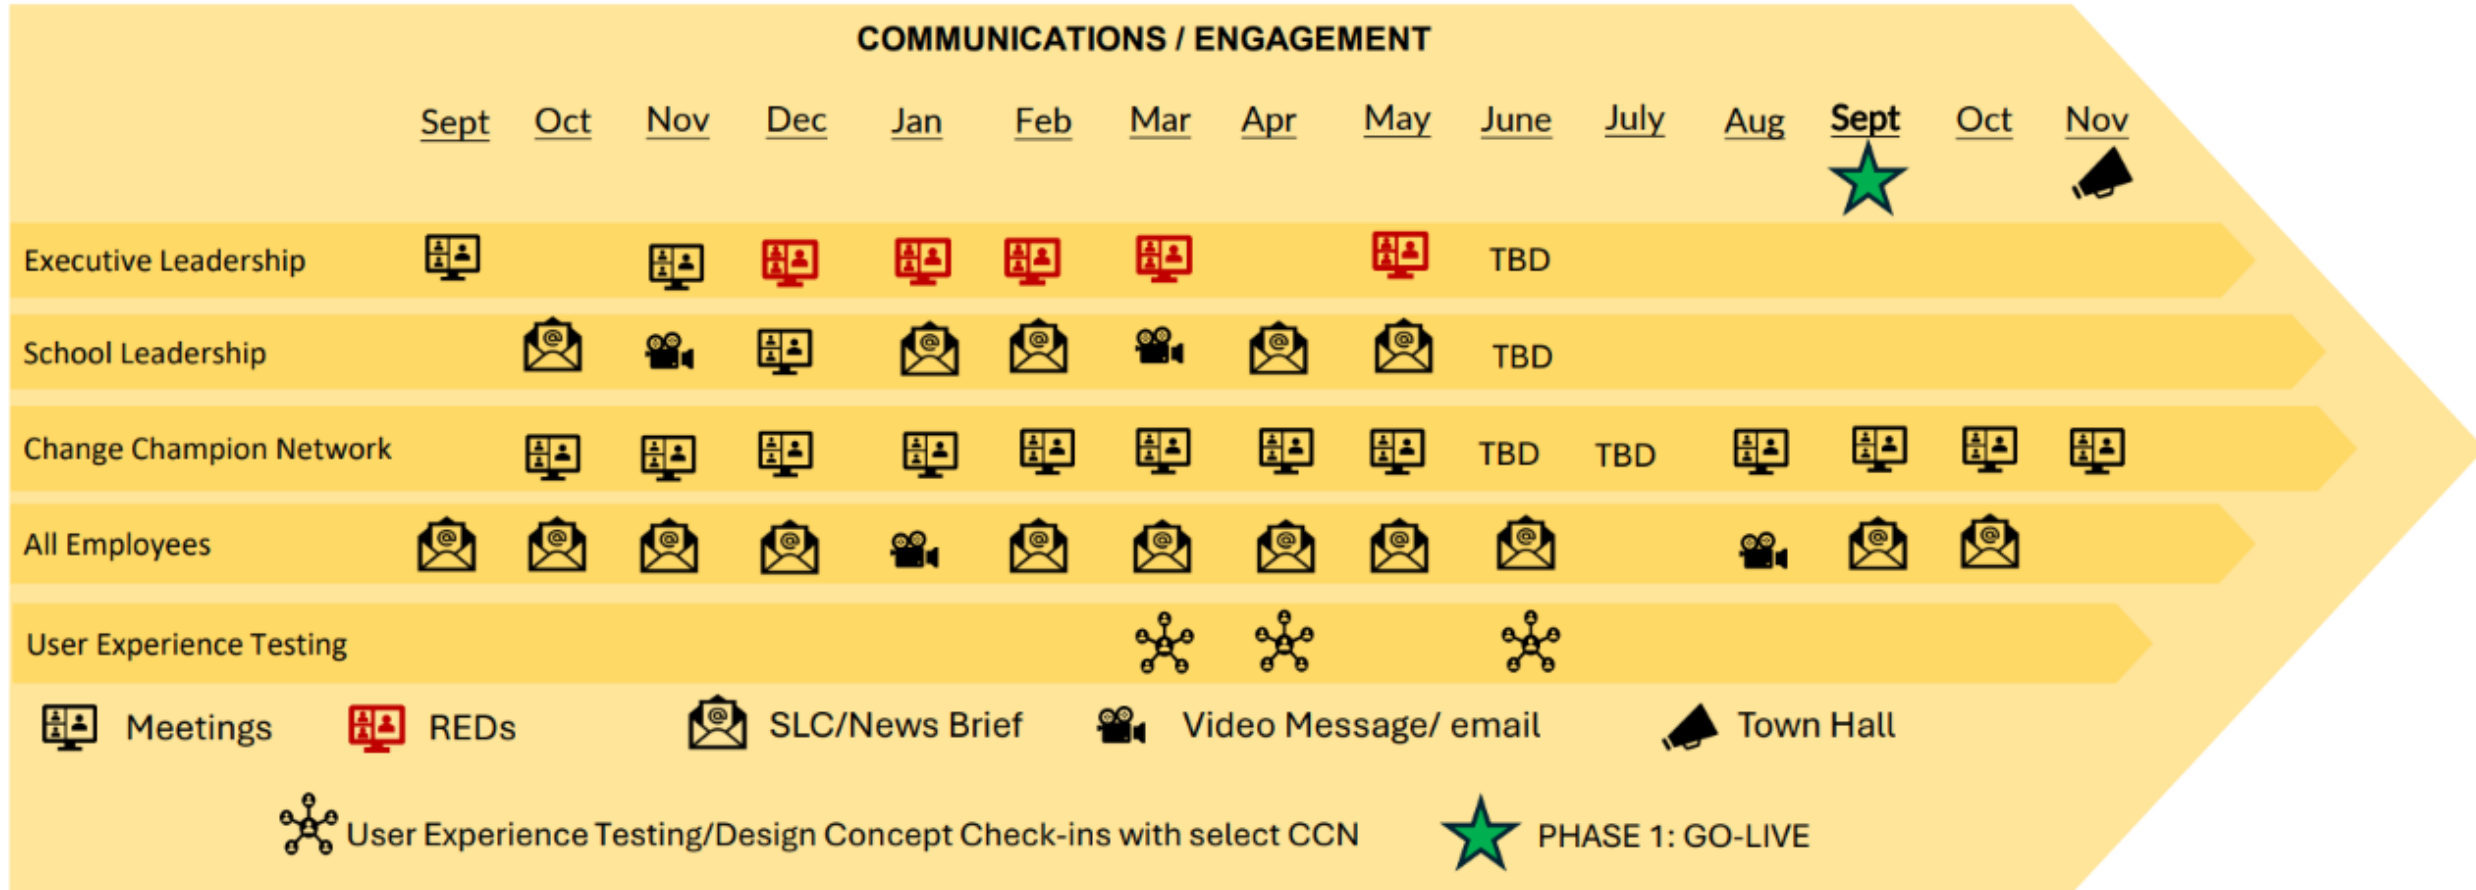 COMMUNICATIONS / ENGAGEMENT
Sept Oct Nov Dec Jan Feb Mar Apr May June July Aug Sept Oct Nov
Executive Leadership TBD
School Leadership TBD
Change Champion Network TBD TBD
All Employees
User Experience Testing
Meetings REDs SLC/News Brief Video Message/ email Town Hall
User Experience Testing/Design Concept Check-ins with select CCN PHASE 1: GO-LIVE